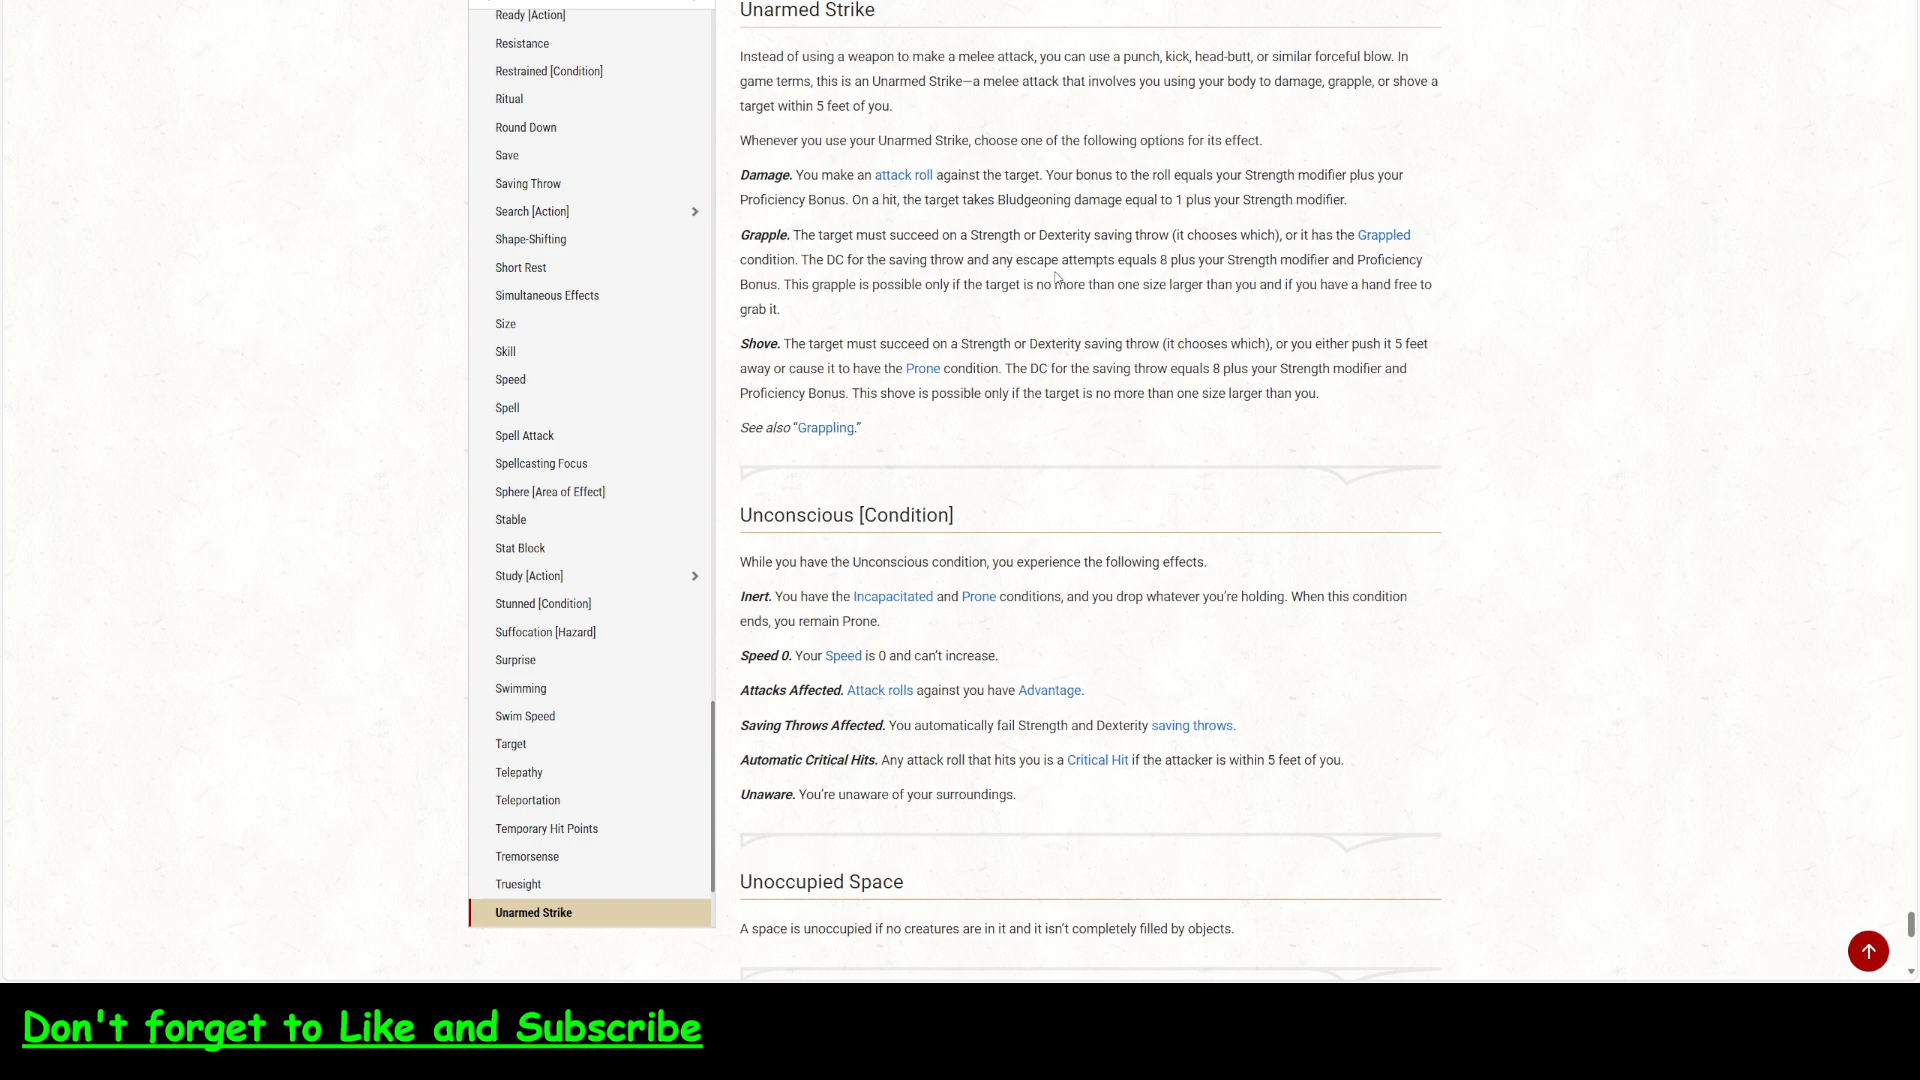 Ready [Action]
Resistance
Restrained [Condition]
Ritual
Round Down
Save
Saving Throw
Search [Action]
Shape-Shifting
Short Rest
Simultaneous Effects
Size
Skill
Speed
Spell
Spell Attack
Spellcasting Focus
Sphere [Area of Effect]
Stable
Stat Block
Study [Action]
Stunned [Condition]
Suffocation [Hazard]
Surprise
Swimming
Swim Speed
Target
Telepathy
Teleportation
Temporary Hit Points
Tremorsense
Truesight
Unarmed Strike
Unarmed Strike
Instead of using a weapon to make a melee attack, you can use a punch, kick, head-butt, or similar forceful blow. In
game terms, this is an Unarmed Strike—a melee attack that involves you using your body to damage, grapple, or shove a
target within 5 feet of you.
Whenever you use your Unarmed Strike, choose one of the following options for its effect.
Damage. You make an attack roll against the target. Your bonus to the roll equals your Strength modifier plus your
Proficiency Bonus. On a hit, the target takes Bludgeoning damage equal to 1 plus your Strength modifier.
Grapple. The target must succeed on a Strength or Dexterity saving throw (it chooses which), or it has the Grappled
condition. The DC for the saving throw and any escape attempts equals 8 plus your Strength modifier and Proficiency
Bonus. This grapple is possible only if the target is no more than one size larger than you and if you have a hand free to
grab it.
Shove. The target must succeed on a Strength or Dexterity saving throw (it chooses which), or you either push it 5 feet
away or cause it to have the Prone condition. The DC for the saving throw equals 8 plus your Strength modifier and
Proficiency Bonus. This shove is possible only if the target is no more than one size larger than you.
See also “Grappling.”
Unconscious [Condition]
While you have the Unconscious condition, you experience the following effects.
Inert. You have the Incapacitated and Prone conditions, and you drop whatever you’re holding. When this condition
ends, you remain Prone.
Speed 0. Your Speed is 0 and can’t increase.
Attacks Affected. Attack rolls against you have Advantage.
Saving Throws Affected. You automatically fail Strength and Dexterity saving throws.
Automatic Critical Hits. Any attack roll that hits you is a Critical Hit if the attacker is within 5 feet of you.
Unaware. You’re unaware of your surroundings.
Unoccupied Space
A space is unoccupied if no creatures are in it and it isn’t completely filled by objects.
Don't forget to Like and Subscribe